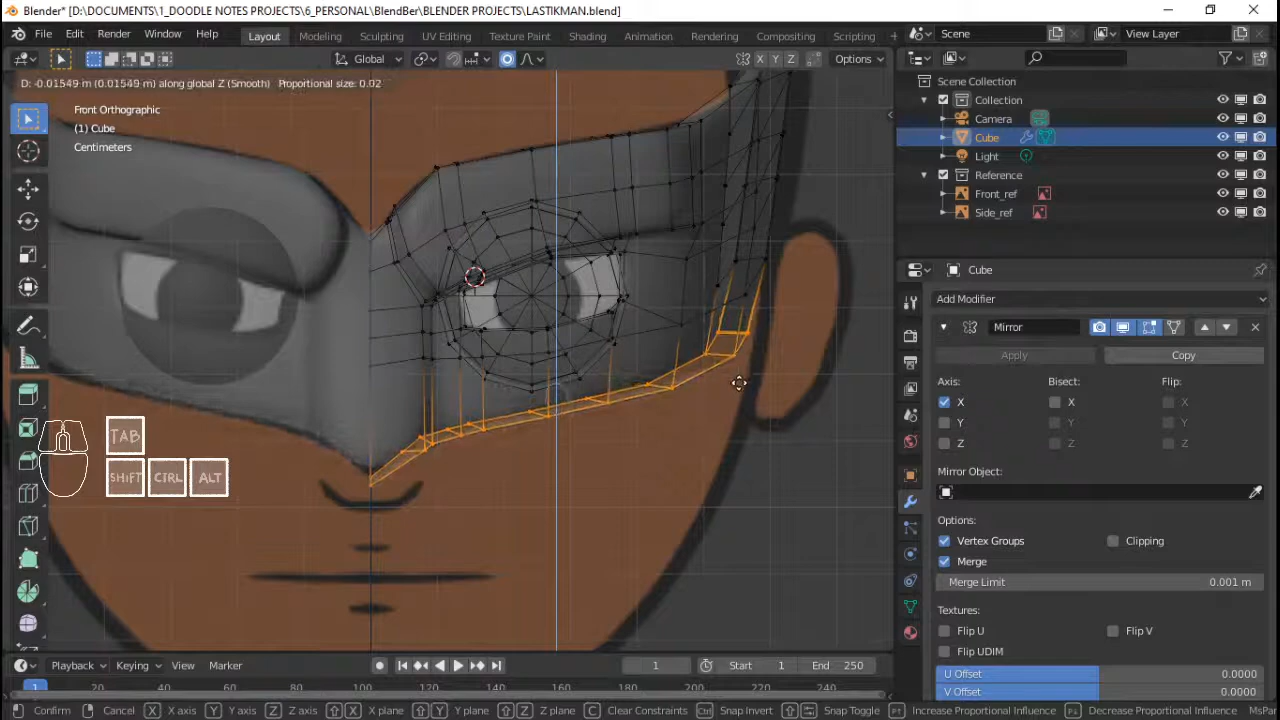 Blender* [D:\DOCUMENTS\1_DOODLE NOTES PROJECTS\6_PERSONAL\BlendBer\BLENDER PROJECTS\LASTIKMAN.blend]
File Edit Render Window Help Layout Modeling Sculpting UV Editing Texture Paint Shading Animation Rendering Compositing Scripting + Scene View Layer
Global Options
X Y Z
D: -0.01549 m (0.01549 m) along global Z (Smooth) Proportional size: 0.02
Front Orthographic
(1) Cube
Centimeters
Scene Collection
Collection
Camera
Cube
Light
Reference
Front_ref
Side_ref
Cube
Add Modifier
Mirror
Apply Copy
Axis: Bisect: Flip:
X X X
Y Y Y
Z Z Z
Mirror Object:
Options:
Vertex Groups Clipping
Merge
Merge Limit 0.001 m
Textures:
Flip U Flip V
Flip UDIM
U Offset 0.0000
V Offset 0.0000
TAB
SHIFT CTRL ALT
Playback Keying View Marker 1 Start 1 End 250
1 20 40 60 80 100 120 140 160 180 200 220 240
Confirm Cancel X X axis Y Y axis Z Z axis X X plane Y Y plane Z Z plane C Clear Constraints Snap Invert Snap Toggle Increase Proportional Influence Decrease Proportional Influence MsPan